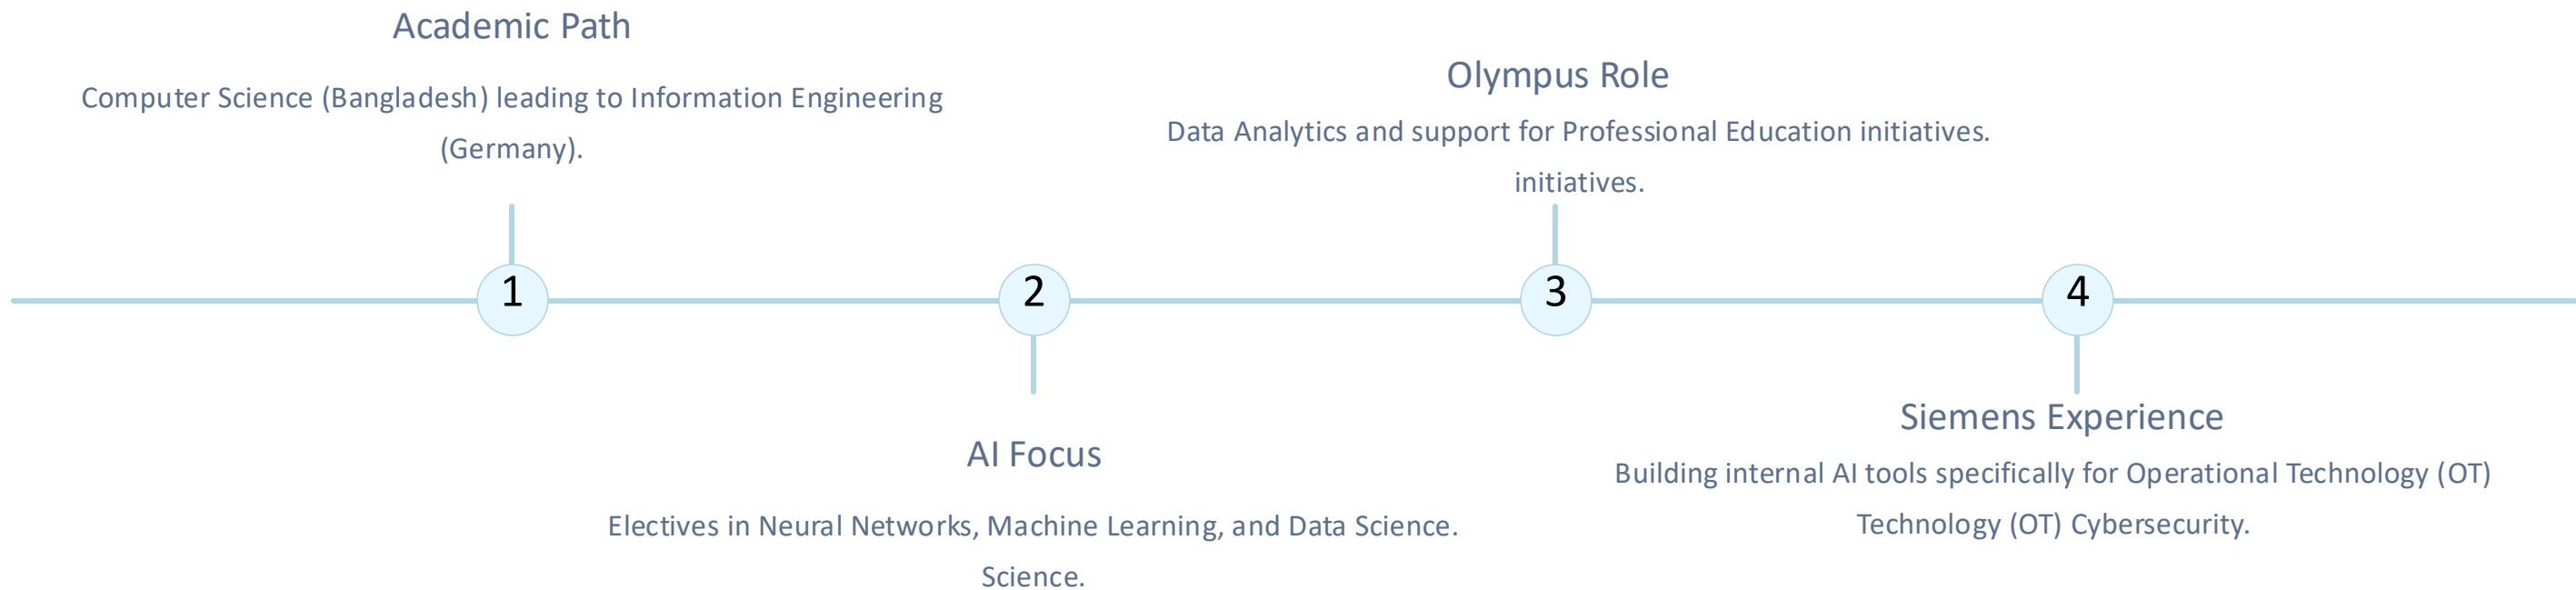 Academic Path
Computer Science (Bangladesh) leading to Information Engineering
(Germany).
Olympus Role
Data Analytics and support for Professional Education initiatives.
initiatives.
1
2
3
4
AI Focus
Electives in Neural Networks, Machine Learning, and Data Science.
Science.
Siemens Experience
Building internal AI tools specifically for Operational Technology (OT)
Technology (OT) Cybersecurity.